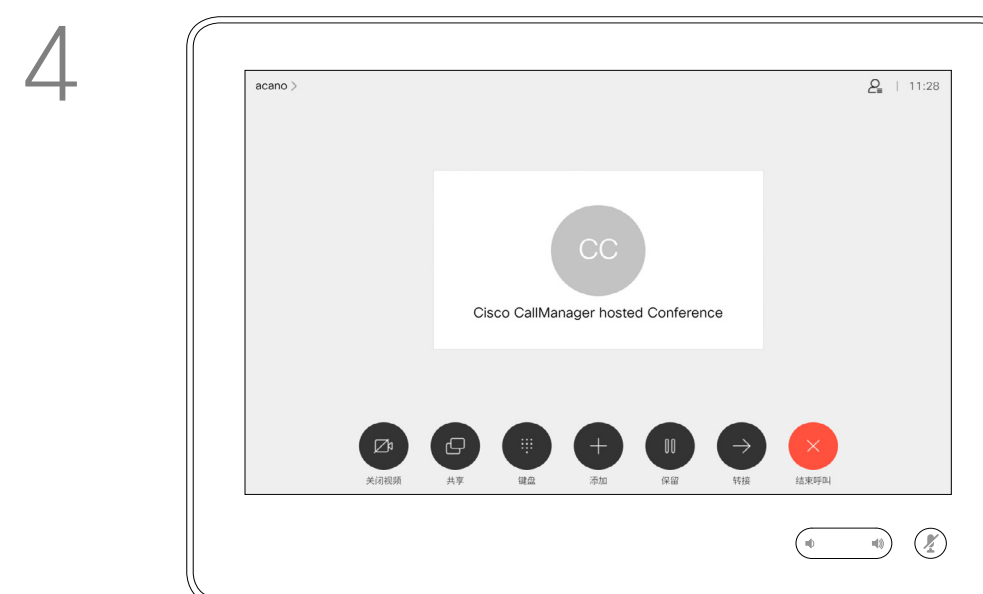 4
acano >
| 11:28
CC
Cisco CallManager hosted Conference
关闭视频 共享 键盘 添加 保留 转接 结束呼叫